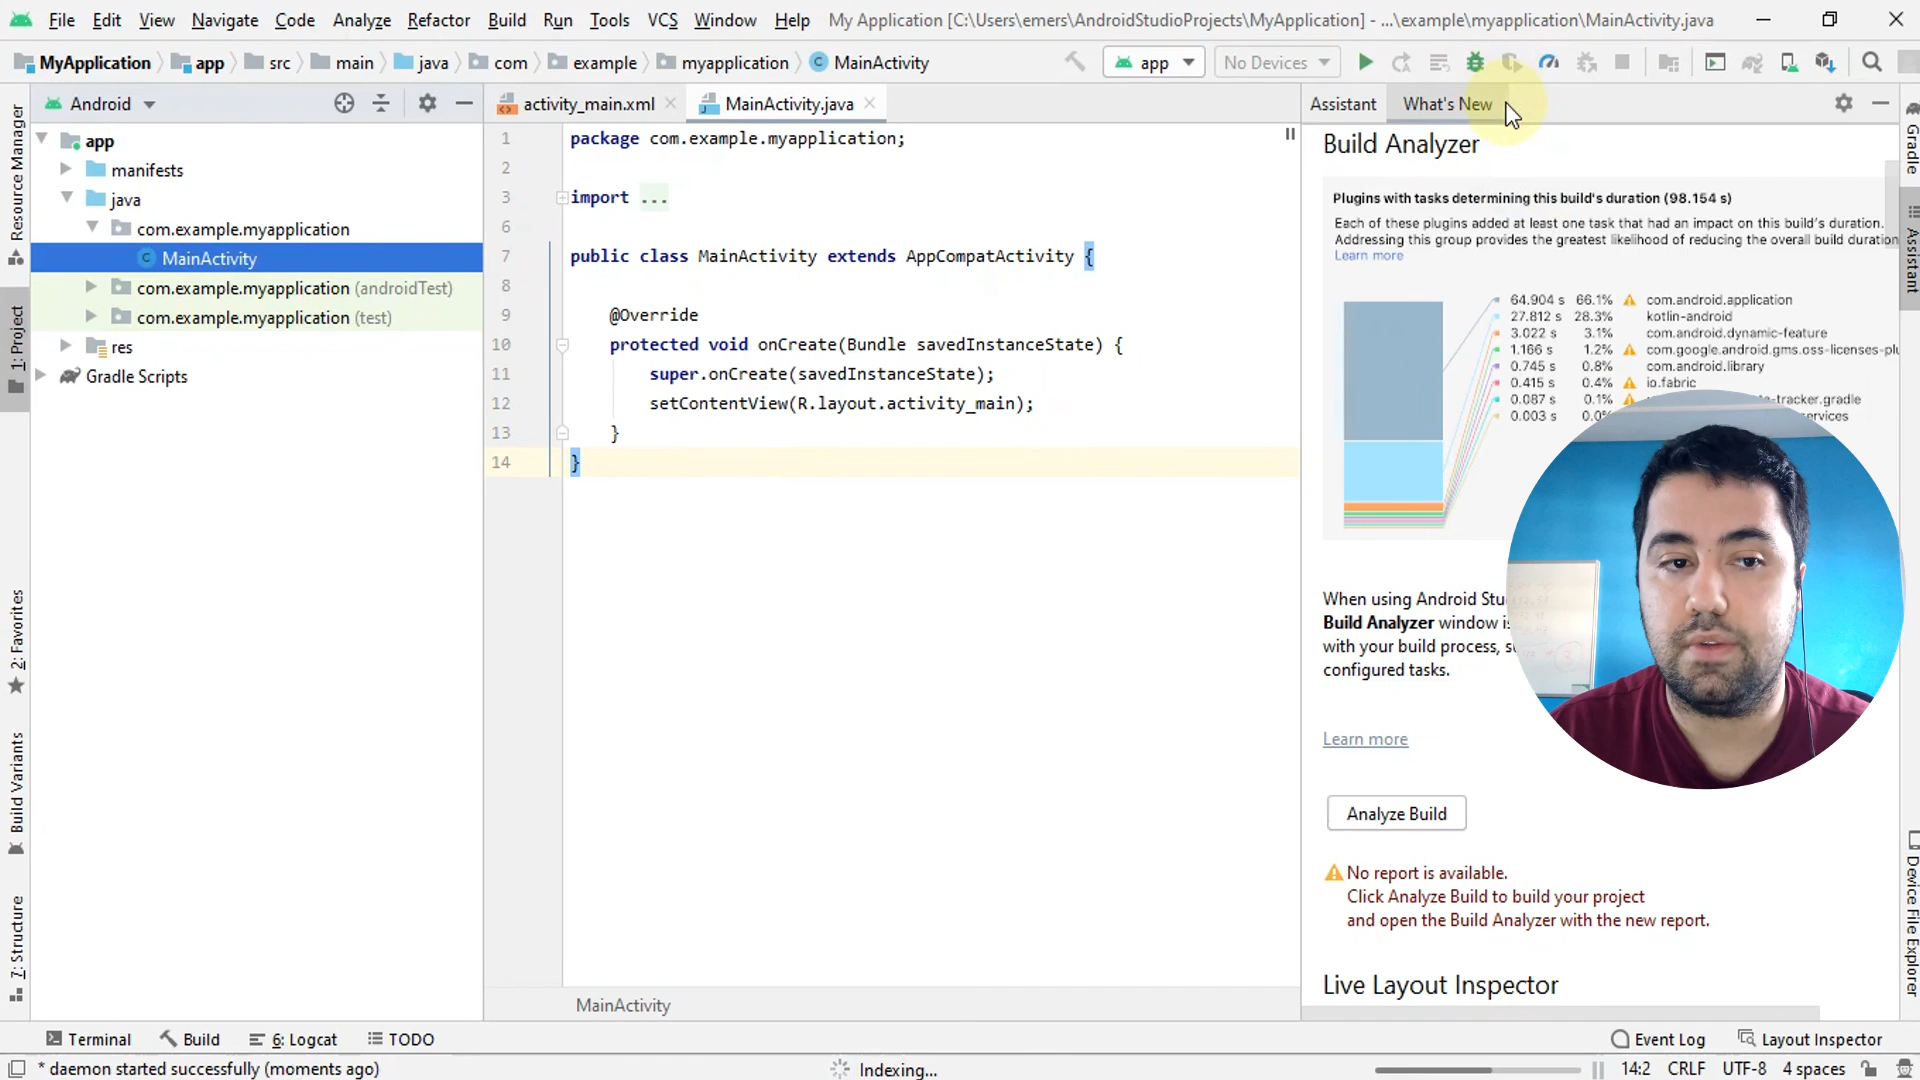 File Edit View Navigate Code Analyze Refactor Build Run Tools VCS Window Help My Application [C:\Users\emers\AndroidStudioProjects\MyApplication] - ...\example\myapplication\MainActivity.java
MyApplication app src main java com example myapplication MainActivity app No Devices
Android
activity_main.xml MainActivity.java
Assistant What's New
Resource Manager
1: Project
2: Favorites
Build Variants
7: Structure
app
manifests
java
com.example.myapplication
MainActivity
com.example.myapplication (androidTest)
com.example.myapplication (test)
res
Gradle Scripts
1 package com.example.myapplication;
2
3 import ...
6
7 public class MainActivity extends AppCompatActivity {
8
9 @Override
10 protected void onCreate(Bundle savedInstanceState) {
11 super.onCreate(savedInstanceState);
12 setContentView(R.layout.activity_main);
13 }
14 }
MainActivity
Build Analyzer
Plugins with tasks determining this build's duration (98.154 s)
Each of these plugins added at least one task that had an impact on this build's duration.
Addressing this group provides the greatest likelihood of reducing the overall build duration
Learn more
64.904 s 66.1% com.android.application
27.812 s 28.3% kotlin-android
3.022 s 3.1% com.android.dynamic-feature
1.166 s 1.2% com.google.android.gms.oss-licenses-plu
0.745 s 0.8% com.android.library
0.415 s 0.4% io.fabric
0.087 s 0.1% e-tracker.gradle
0.003 s 0.0% ervices
When using Android Stu
Build Analyzer window is
with your build process, s
configured tasks.
Learn more
Analyze Build
No report is available.
Click Analyze Build to build your project
and open the Build Analyzer with the new report.
Live Layout Inspector
Gradle
Assistant
Device File Explorer
Terminal Build 6: Logcat TODO Event Log Layout Inspector
* daemon started successfully (moments ago) Indexing... 14:2 CRLF UTF-8 4 spaces